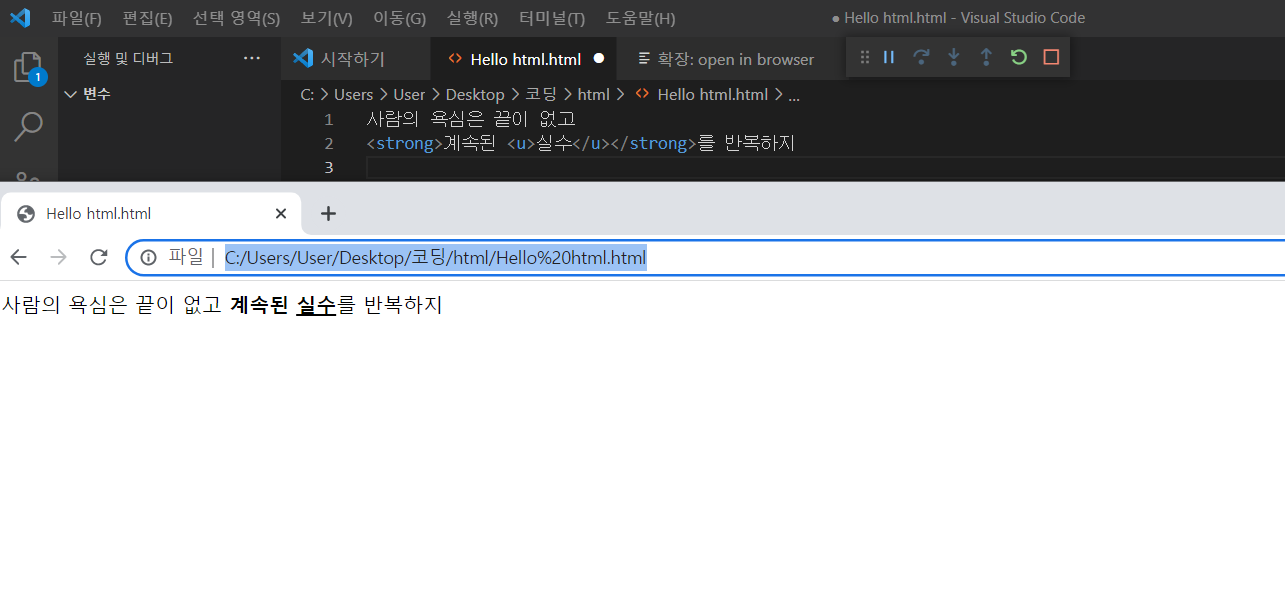 파일(F) 편집(E) 선택 영역(S) 보기(V) 이동(G) 실행(R) 터미널(T) 도움말(H) ● Hello html.html - Visual Studio Code
실행 및 디버그 ··· 시작하기 <> Hello html.html ● 확장: open in browser
1
변수
C: > Users > User > Desktop > 코딩 > html > <> Hello html.html > ...
1 사람의 욕심은 끝이 없고
2 <strong>계속된 <u>실수</u></strong>를 반복하지
3
Hello html.html
파일 | C:/Users/User/Desktop/코딩/html/Hello%20html.html
사람의 욕심은 끝이 없고 계속된 실수를 반복하지